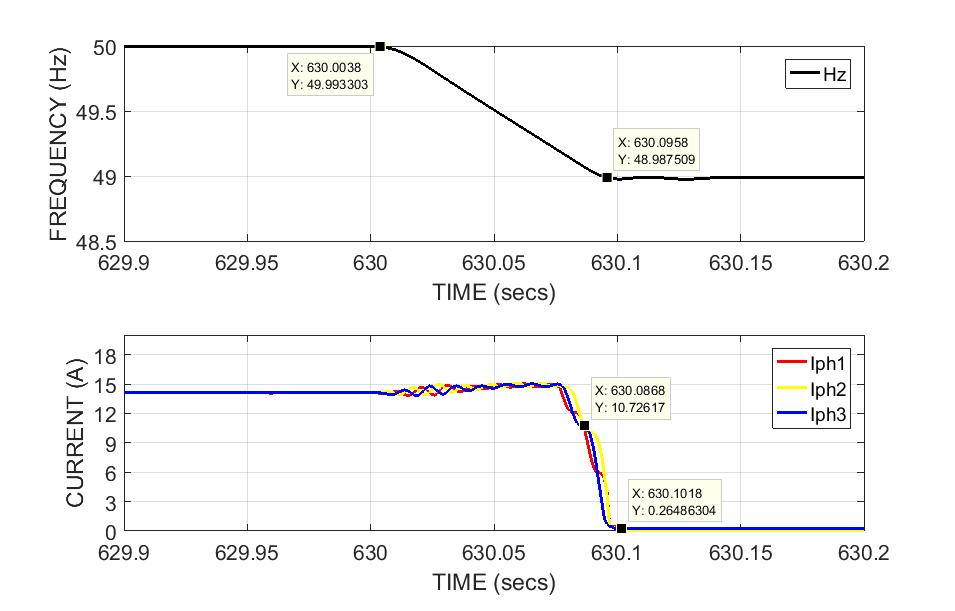 50
49.5
49
48.5
FREQUENCY (Hz)
X: 630.0038
Y: 49.993303
X: 630.0958
Y: 48.987509
Hz
629.9 629.95 630 630.05 630.1 630.15 630.2
TIME (secs)
18
15
12
9
6
3
0
CURRENT (A)
X: 630.0868
Y: 10.72617
X: 630.1018
Y: 0.26486304
Iph1
Iph2
Iph3
629.9 629.95 630 630.05 630.1 630.15 630.2
TIME (secs)